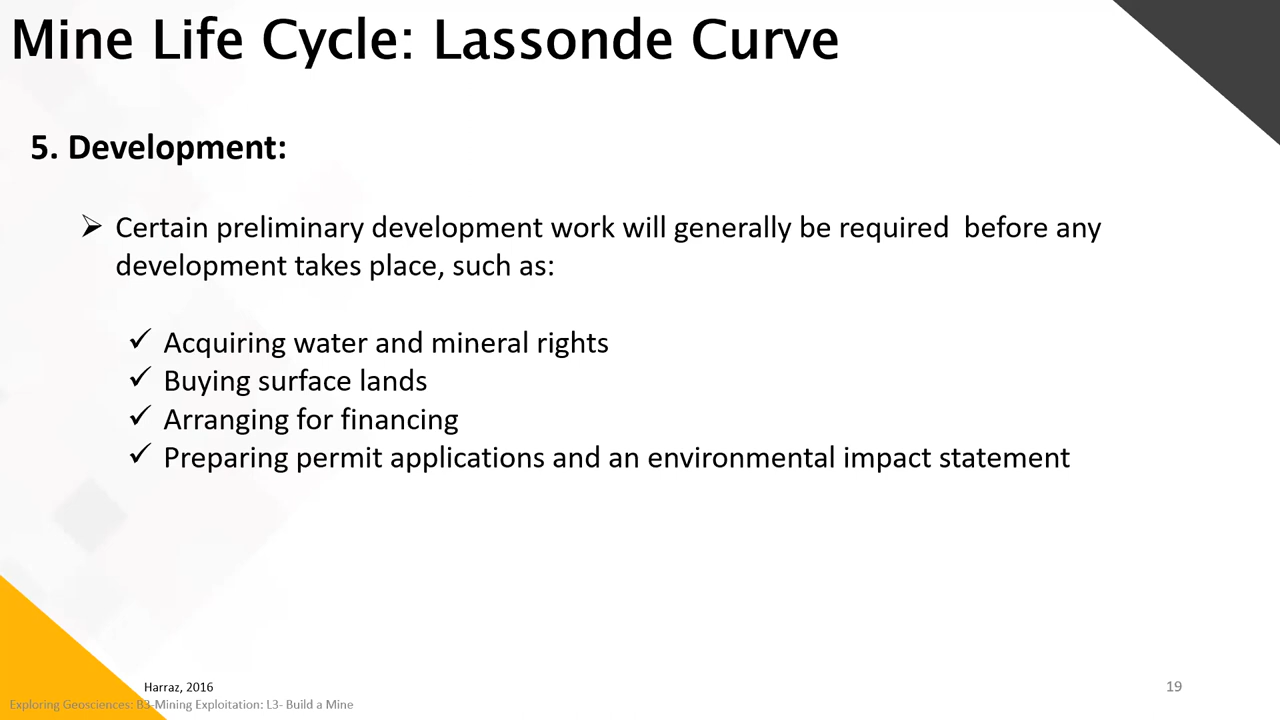 Mine Life Cycle: Lassonde Curve
5. Development:
➢ Certain preliminary development work will generally be required  before any
development takes place, such as:
✓ Acquiring water and mineral rights
✓ Buying surface lands
✓ Arranging for financing
✓ Preparing permit applications and an environmental impact statement
Harraz, 2016
19
Exploring Geosciences: B3-Mining Exploitation: L3- Build a Mine